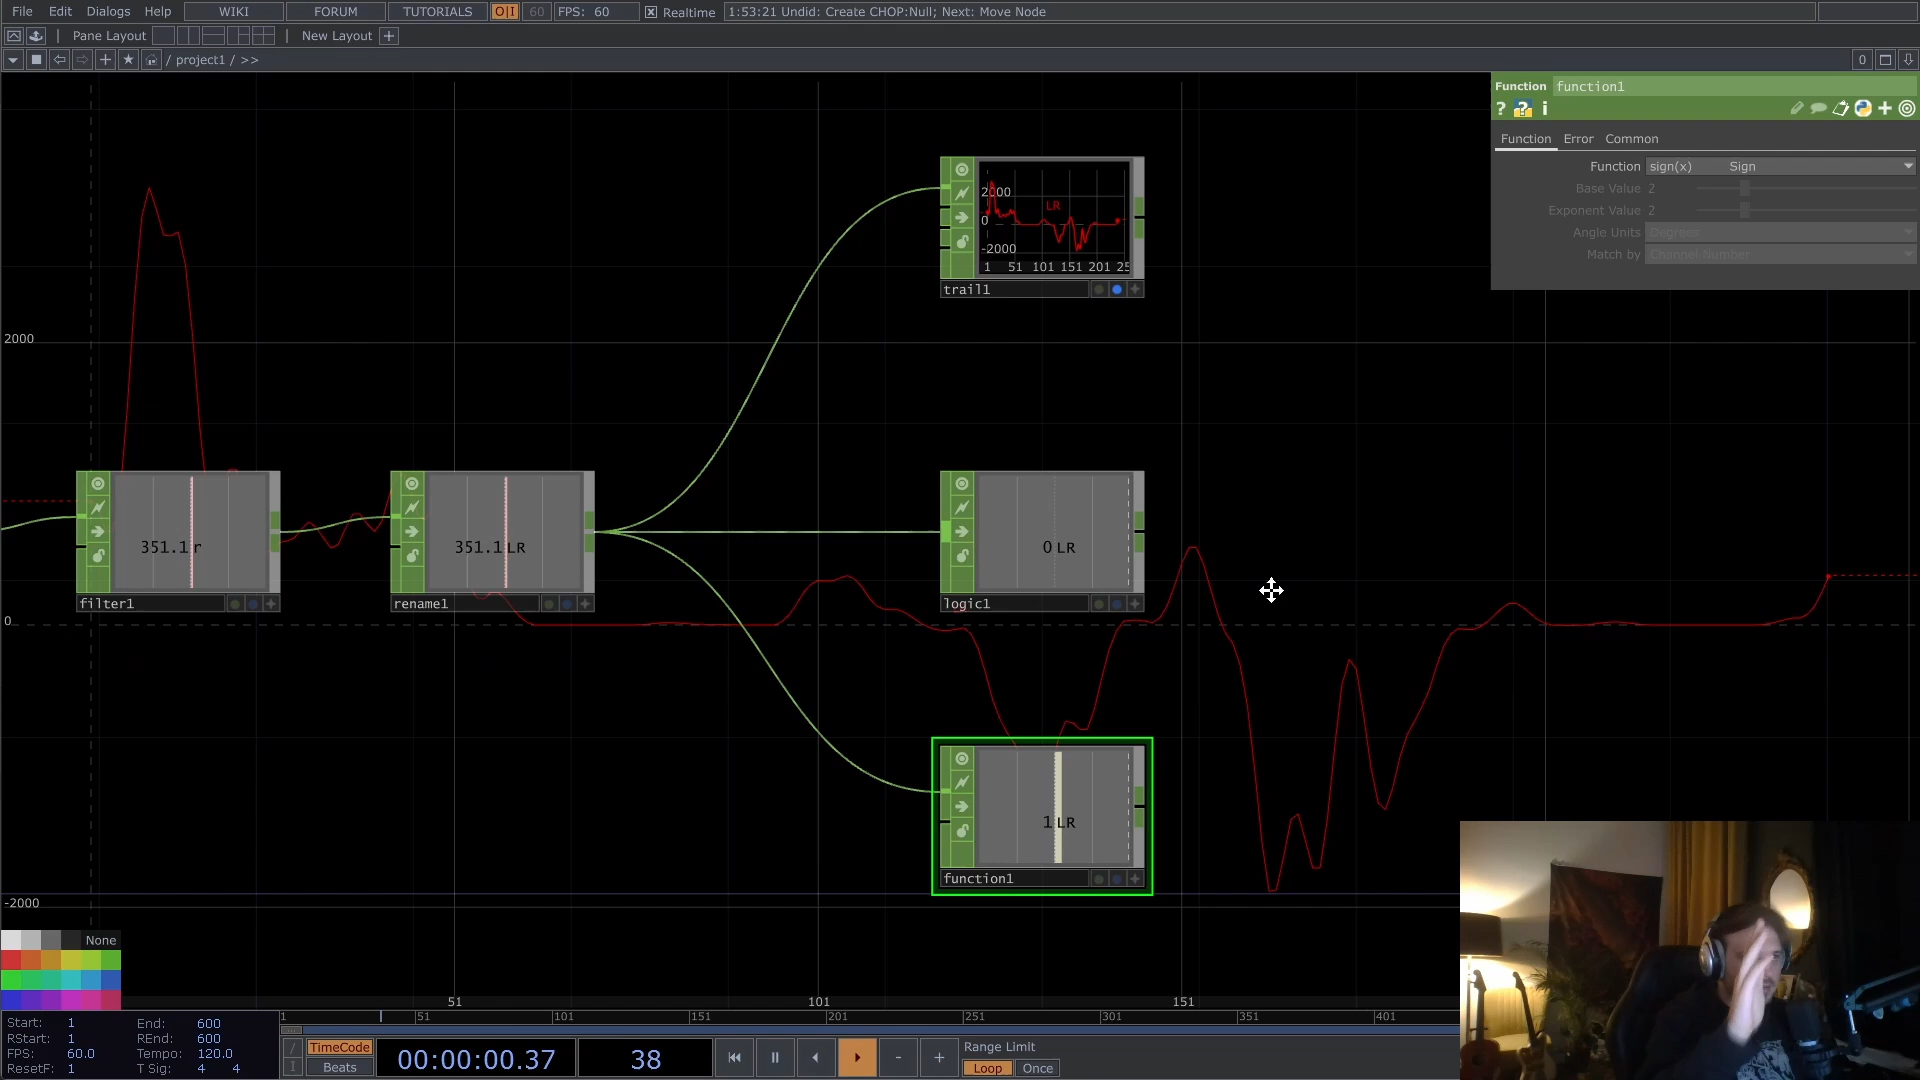 File Edit Dialogs Help WIKI FORUM TUTORIALS O|I 60 FPS: 60 Realtime 1:53:21 Undid: Create CHOP:Null; Next: Move Node
Pane Layout New Layout
/ project1 / >> 0
Function function1
Function Error Common
Function sign(x) Sign
Base Value 2
Exponent Value 2
Angle Units Degrees
Match by Channel Number
2000
LR
0
-2000
1 51 101 151 201 25
trail1
2000
351.1 r
filter1
351.1 LR
rename1
0 LR
logic1
0
1 LR
function1
-2000
None
51 101 151
1 51 101 151 201 251 301 351 401
Start: 1 End: 600
RStart: 1 REnd: 600
FPS: 60.0 Tempo: 120.0
ResetF: 1 T Sig: 4 4
TimeCode
Beats
00:00:00.37 38
Range Limit
Loop Once